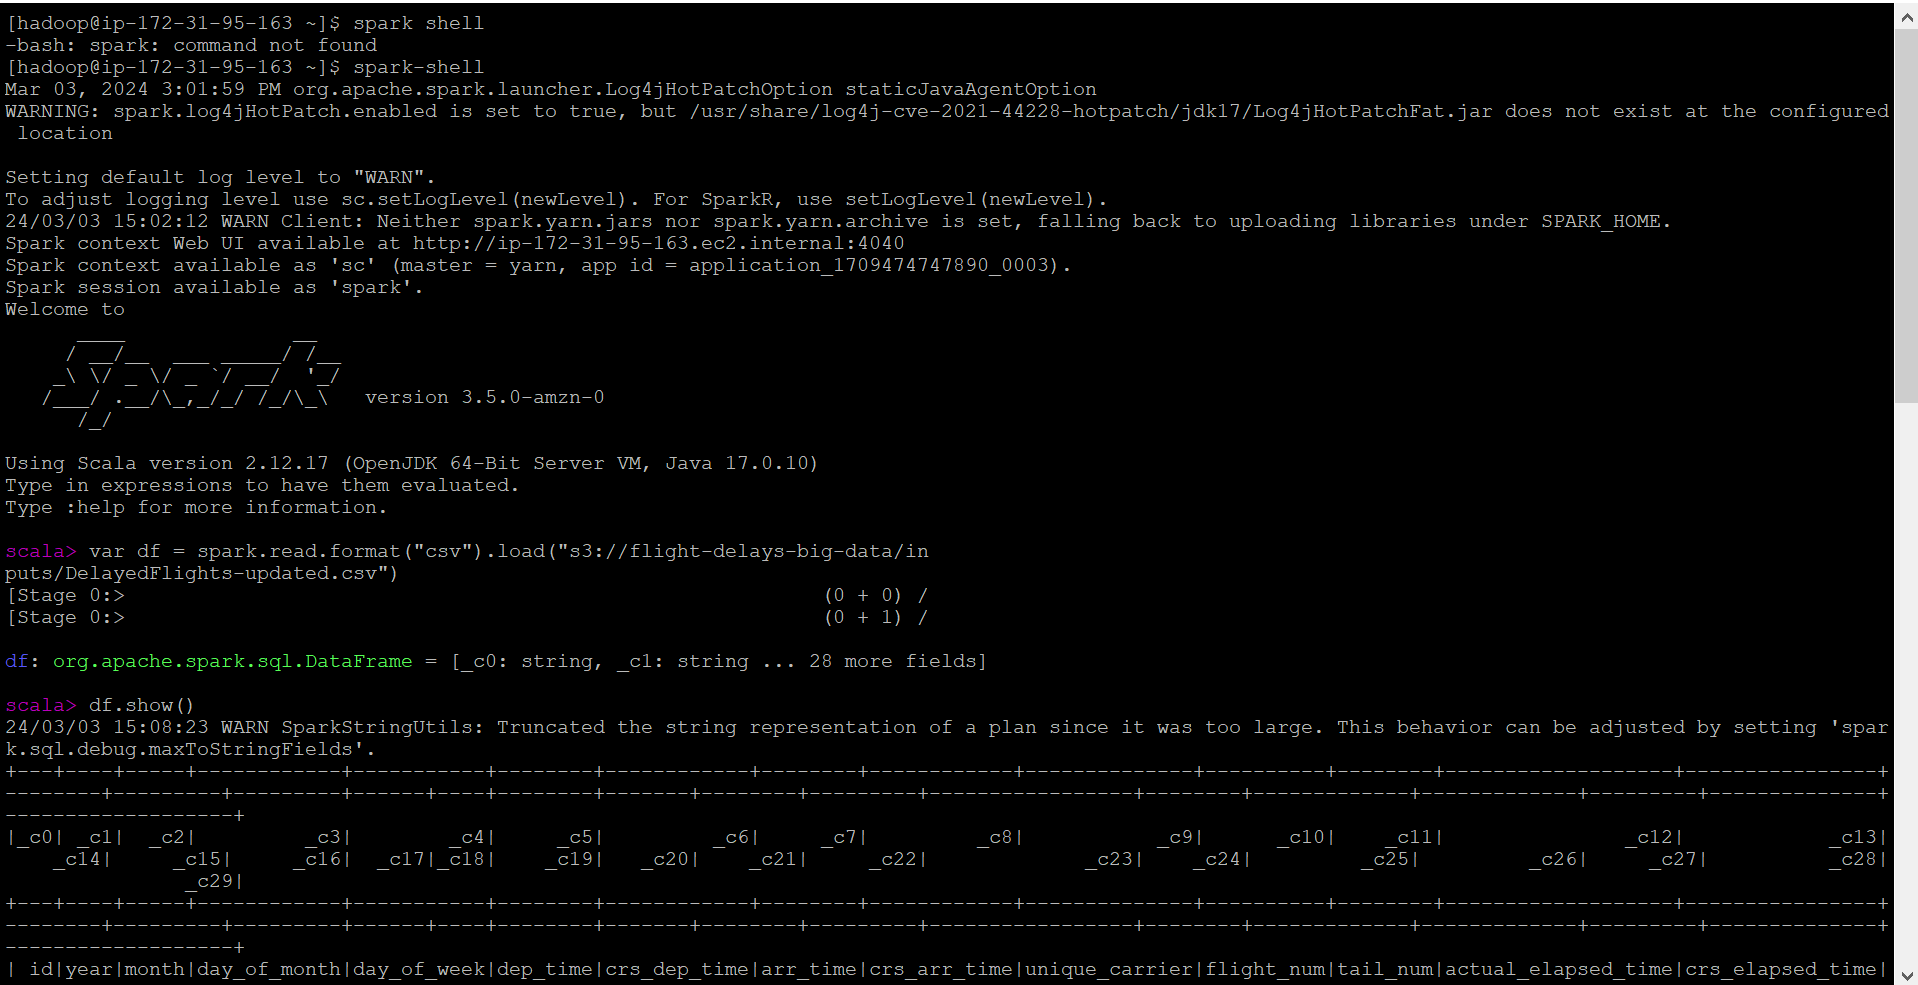 [hadoop@ip-172-31-95-163 ~]$ spark shell
-bash: spark: command not found
[hadoop@ip-172-31-95-163 ~]$ spark-shell
Mar 03, 2024 3:01:59 PM org.apache.spark.launcher.Log4jHotPatchOption staticJavaAgentOption
WARNING: spark.log4jHotPatch.enabled is set to true, but /usr/share/log4j-cve-2021-44228-hotpatch/jdk17/Log4jHotPatchFat.jar does not exist at the configured
 location
Setting default log level to "WARN".
To adjust logging level use sc.setLogLevel(newLevel). For SparkR, use setLogLevel(newLevel).
24/03/03 15:02:12 WARN Client: Neither spark.yarn.jars nor spark.yarn.archive is set, falling back to uploading libraries under SPARK_HOME.
Spark context Web UI available at http://ip-172-31-95-163.ec2.internal:4040
Spark context available as 'sc' (master = yarn, app id = application_1709474747890_0003).
Spark session available as 'spark'.
Welcome to
      ____              __
     / __/__  ___ _____/ /__
    _\ \/ _ \/ _ `/ __/  '_/
   /___/ .__/\_,_/_/ /_/\_\   version 3.5.0-amzn-0
      /_/
Using Scala version 2.12.17 (OpenJDK 64-Bit Server VM, Java 17.0.10)
Type in expressions to have them evaluated.
Type :help for more information.
scala> var df = spark.read.format("csv").load("s3://flight-delays-big-data/in
puts/DelayedFlights-updated.csv")
[Stage 0:>                                                          (0 + 0) /
[Stage 0:>                                                          (0 + 1) /
df: org.apache.spark.sql.DataFrame = [_c0: string, _c1: string ... 28 more fields]
scala> df.show()
24/03/03 15:08:23 WARN SparkStringUtils: Truncated the string representation of a plan since it was too large. This behavior can be adjusted by setting 'spar
k.sql.debug.maxToStringFields'.
+---+----+-----+------------+-----------+--------+------------+--------+------------+--------------+----------+--------+-------------------+----------------+
--------+---------+---------+------+----+--------+-------+--------+---------+-----------------+--------+-------------+-------------+---------+--------------+
-------------------+
|_c0| _c1|  _c2|         _c3|        _c4|     _c5|         _c6|     _c7|         _c8|           _c9|      _c10|    _c11|               _c12|            _c13|
    _c14|     _c15|     _c16|  _c17|_c18|    _c19|   _c20|    _c21|     _c22|             _c23|    _c24|         _c25|         _c26|     _c27|          _c28|
               _c29|
+---+----+-----+------------+-----------+--------+------------+--------+------------+--------------+----------+--------+-------------------+----------------+
--------+---------+---------+------+----+--------+-------+--------+---------+-----------------+--------+-------------+-------------+---------+--------------+
-------------------+
| id|year|month|day_of_month|day_of_week|dep_time|crs_dep_time|arr_time|crs_arr_time|unique_carrier|flight_num|tail_num|actual_elapsed_time|crs_elapsed_time|